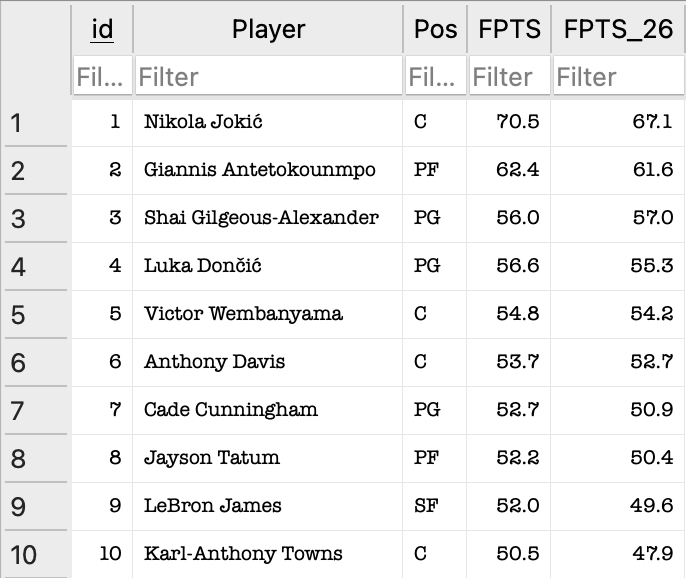 id Player Pos FPTS FPTS_26
Fil... Filter Fil... Filter Filter
1 1 Nikola Jokić C 70.5 67.1
2 2 Giannis Antetokounmpo PF 62.4 61.6
3 3 Shai Gilgeous-Alexander PG 56.0 57.0
4 4 Luka Dončić PG 56.6 55.3
5 5 Victor Wembanyama C 54.8 54.2
6 6 Anthony Davis C 53.7 52.7
7 7 Cade Cunningham PG 52.7 50.9
8 8 Jayson Tatum PF 52.2 50.4
9 9 LeBron James SF 52.0 49.6
10 10 Karl-Anthony Towns C 50.5 47.9